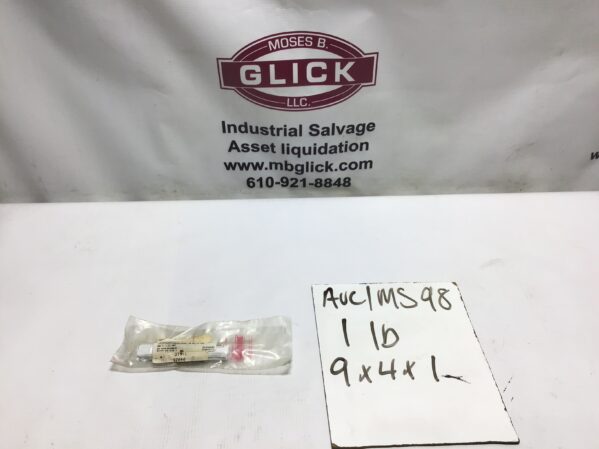 MOSES B.
GLICK
LLC.
Industrial Salvage
Asset liquidation
www.mbglick.com
610-921-8848
w
AUC/MS98
1 lb
9x4x1